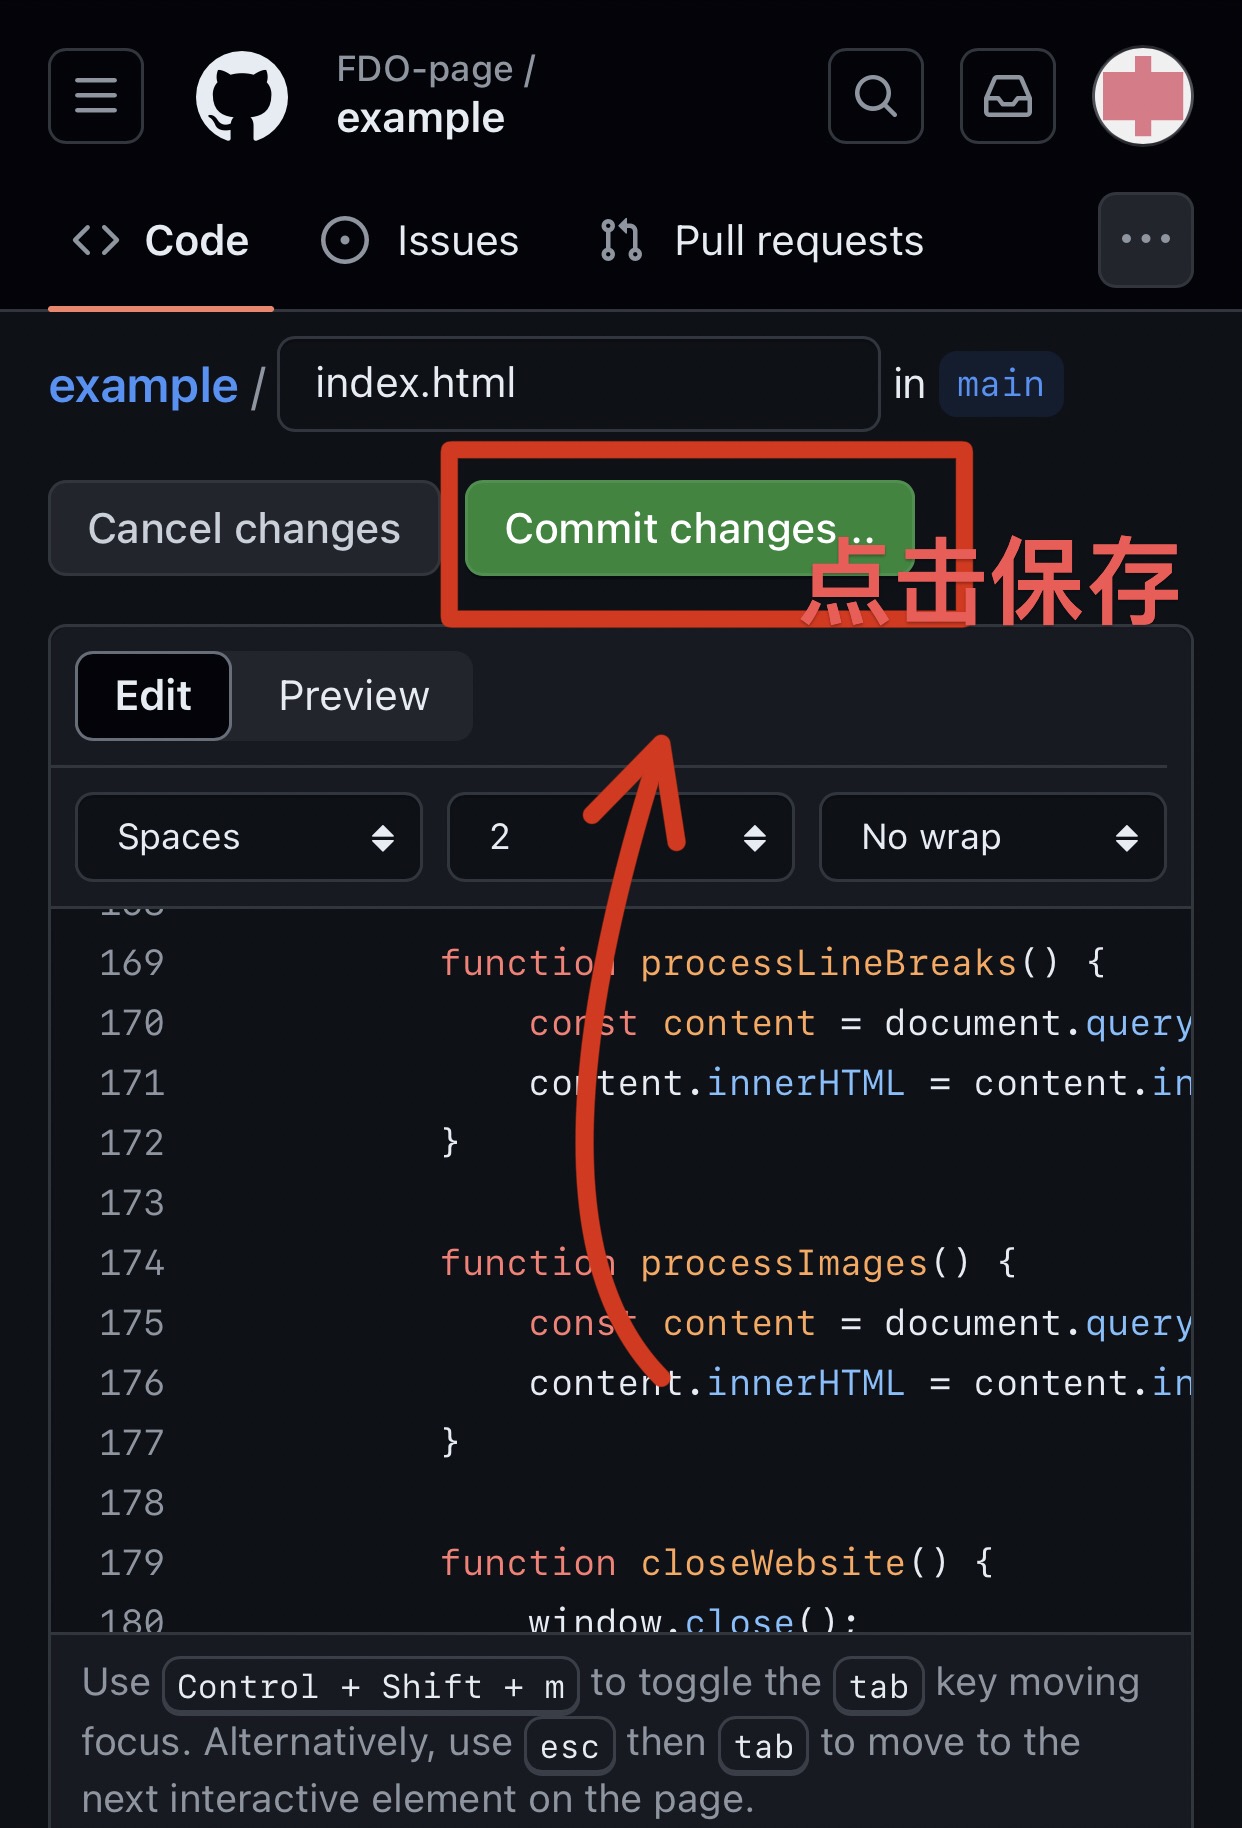 FDO-page /
example
Code
Issues
Pull requests
example / index.html in main
Cancel changes
Commit changes...
点击保存
Edit
Preview
Spaces
2
No wrap
168
169 function processLineBreaks() {
170 const content = document.query
171 content.innerHTML = content.in
172 }
173
174 function processImages() {
175 const content = document.query
176 content.innerHTML = content.in
177 }
178
179 function closeWebsite() {
180 window.close();
Use Control + Shift + m to toggle the tab key moving
focus. Alternatively, use esc then tab to move to the
next interactive element on the page.